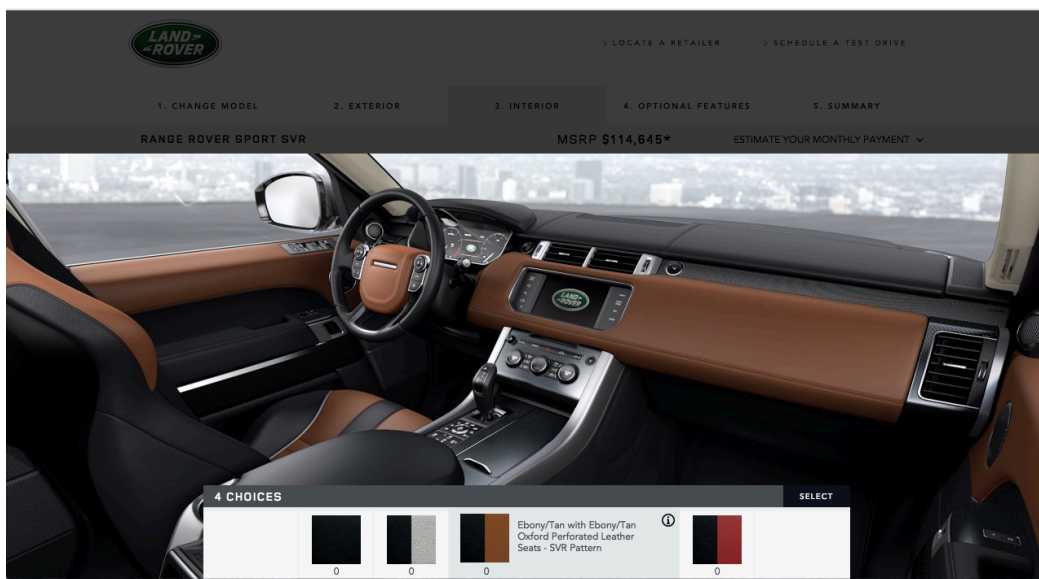 LAND-
-ROVER
> LOCATE A RETAILER
> SCHEDULE A TEST DRIVE
1. CHANGE MODEL
2. EXTERIOR
3. INTERIOR
4. OPTIONAL FEATURES
5. SUMMARY
RANGE ROVER SPORT SVR
MSRP $114,645*
ESTIMATE YOUR MONTHLY PAYMENT
LAND-
-ROVER
4 CHOICES
SELECT
Ebony/Tan with Ebony/Tan
Oxford Perforated Leather
Seats - SVR Pattern
0
0
0
0